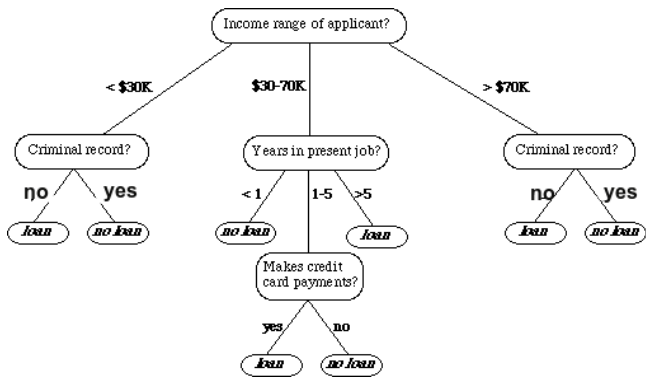 Income range of applicant?
< $30K
$30-70K
> $70K
Criminal record?
Years in present job?
Criminal record?
no
yes
< 1
1-5
>5
no
yes
loan
no loan
no loan
loan
loan
no loan
Makes credit
card payments?
yes
no
loan
no loan